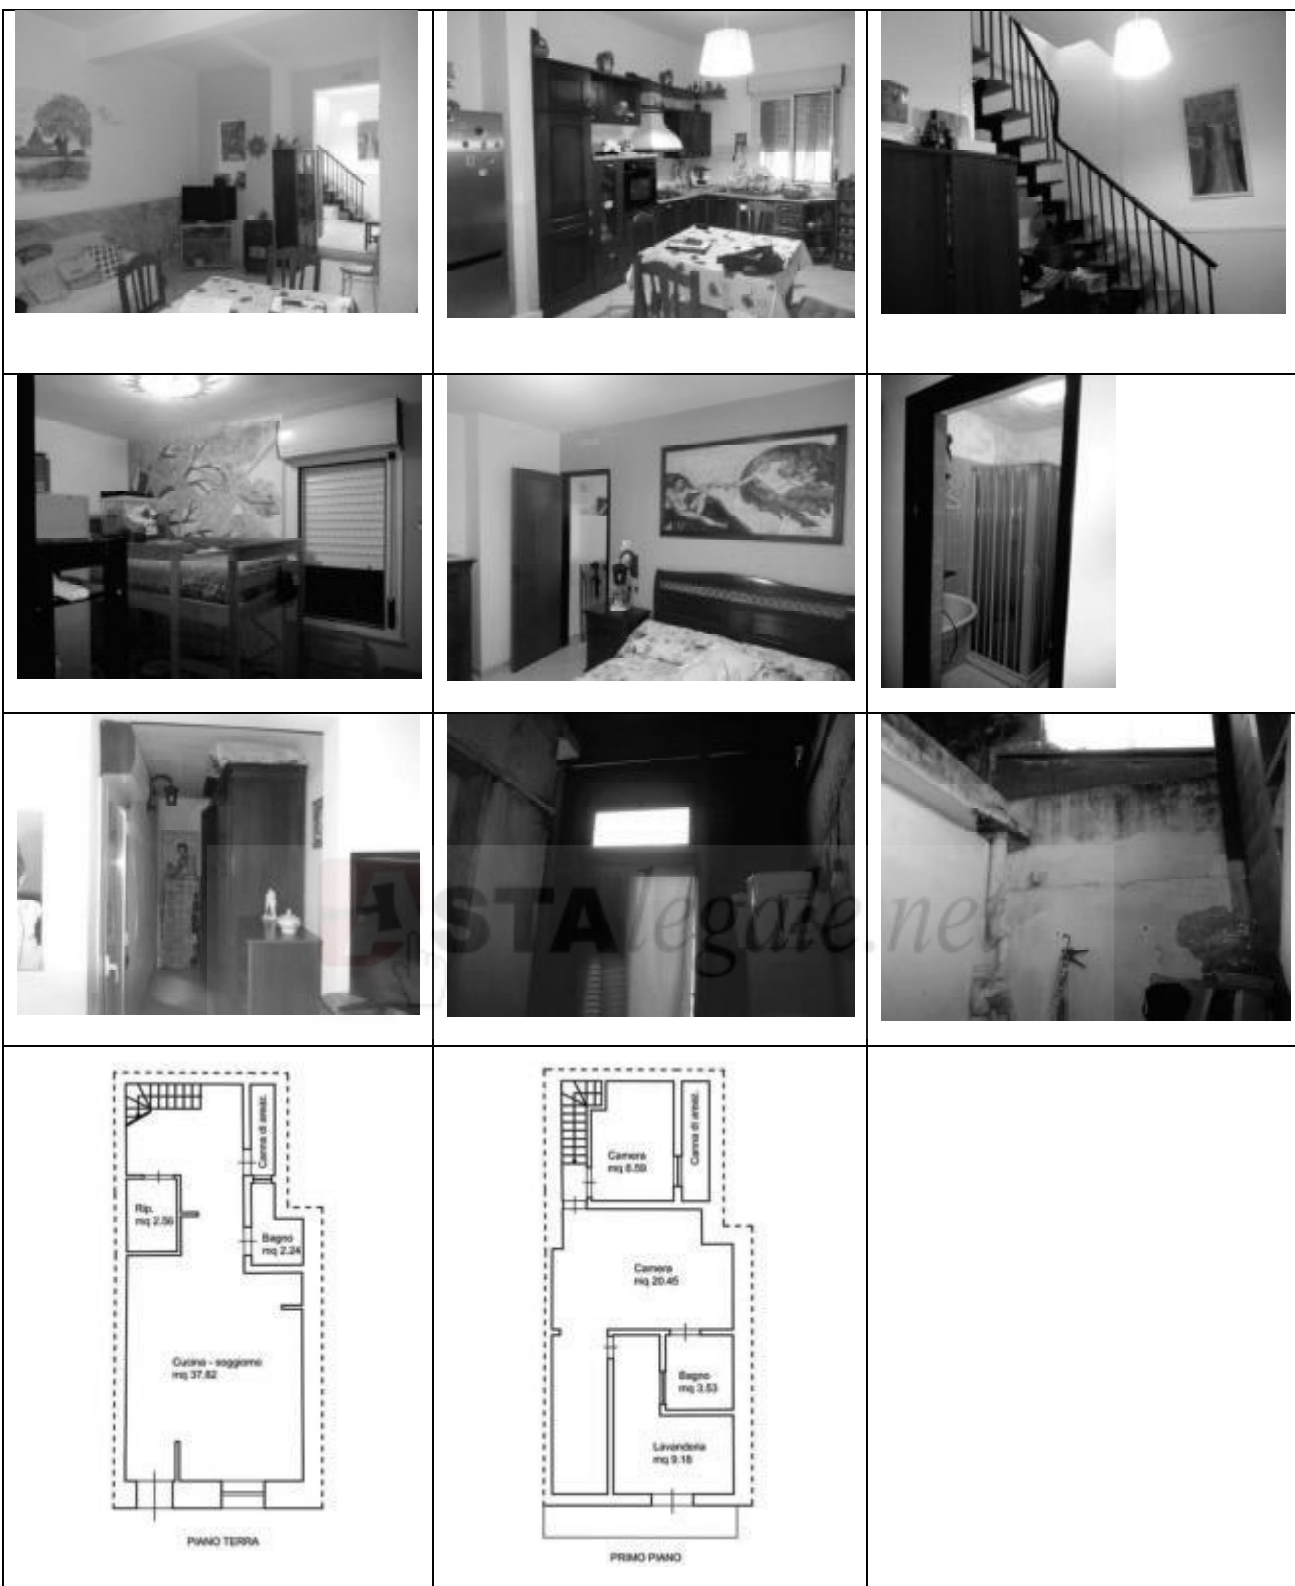 ASTAlegale.net
Canna di areaz.
Rip.
mq 2.56
Bagno
mq 2.24
Cucina - soggiorno
mq 37.82
PIANO TERRA
Camera
mq 8.59
Canna di areaz.
Camera
mq 20.45
Bagno
mq 3.53
Lavanderia
mq 9.18
PRIMO PIANO